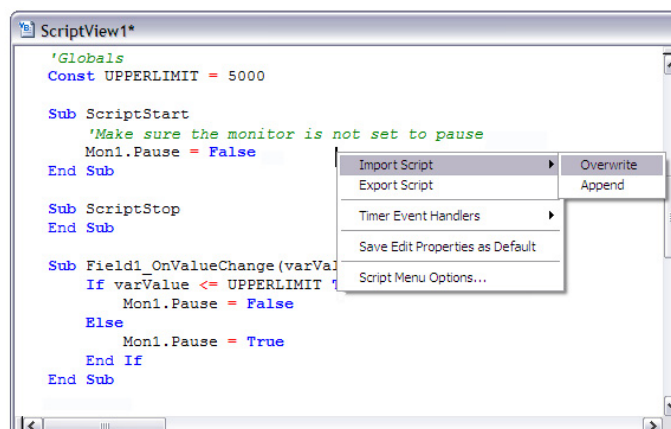 ScriptView1*
'Globals
Const UPPERLIMIT = 5000
Sub ScriptStart
'Make sure the monitor is not set to pause
Mon1.Pause = False
End Sub
Sub ScriptStop
End Sub
Sub Field1_OnValueChange(varVal
If varValue <= UPPERLIMIT
Mon1.Pause = False
Else
Mon1.Pause = True
End If
End Sub
Import Script
Export Script
Timer Event Handlers
Save Edit Properties as Default
Script Menu Options...
Overwrite
Append